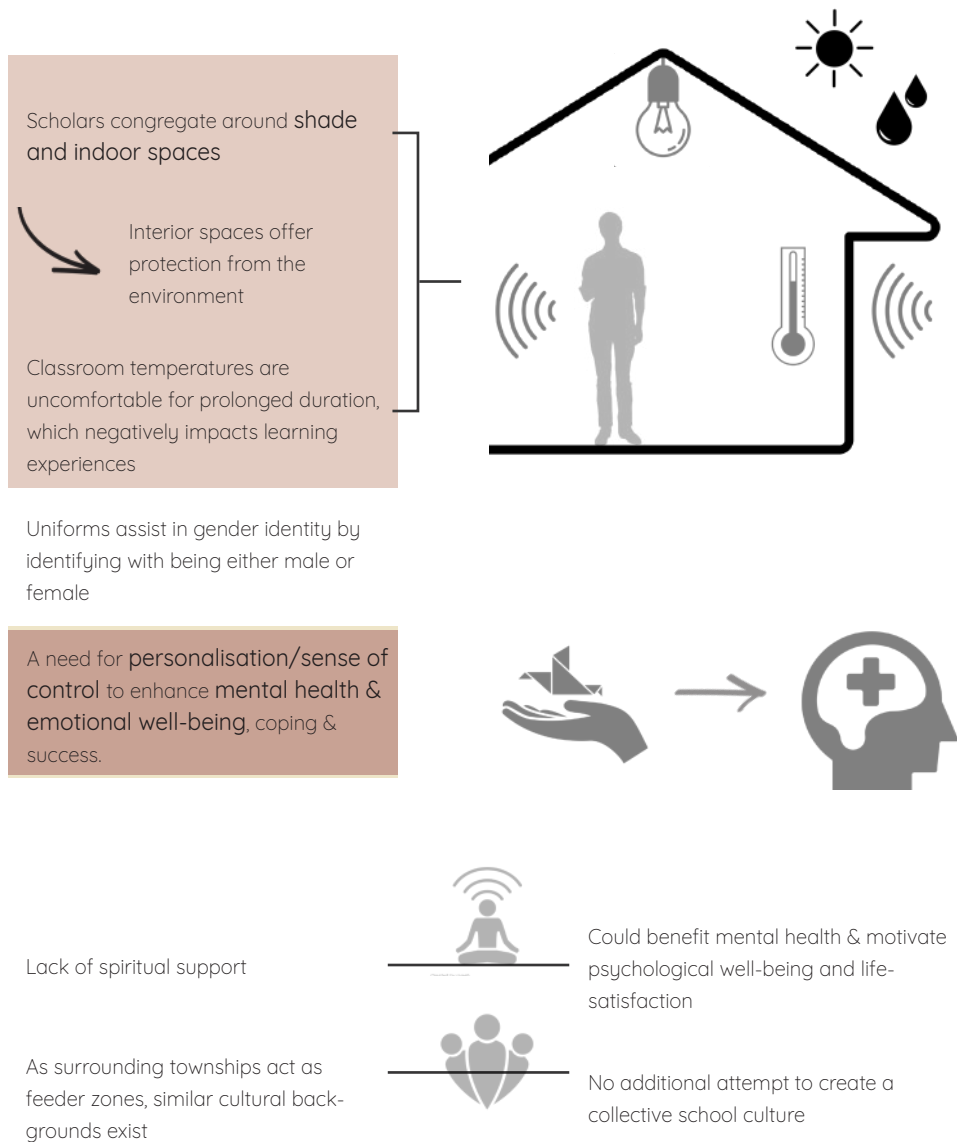 Scholars congregate around shade
and indoor spaces
Interior spaces offer
protection from the
environment
Classroom temperatures are
uncomfortable for prolonged duration,
which negatively impacts learning
experiences
Uniforms assist in gender identity by
identifying with being either male or
female
A need for personalisation/sense of
control to enhance mental health &
emotional well-being, coping &
success.
Lack of spiritual support
Could benefit mental health & motivate
psychological well-being and life-
satisfaction
As surrounding townships act as
feeder zones, similar cultural back-
grounds exist
No additional attempt to create a
collective school culture